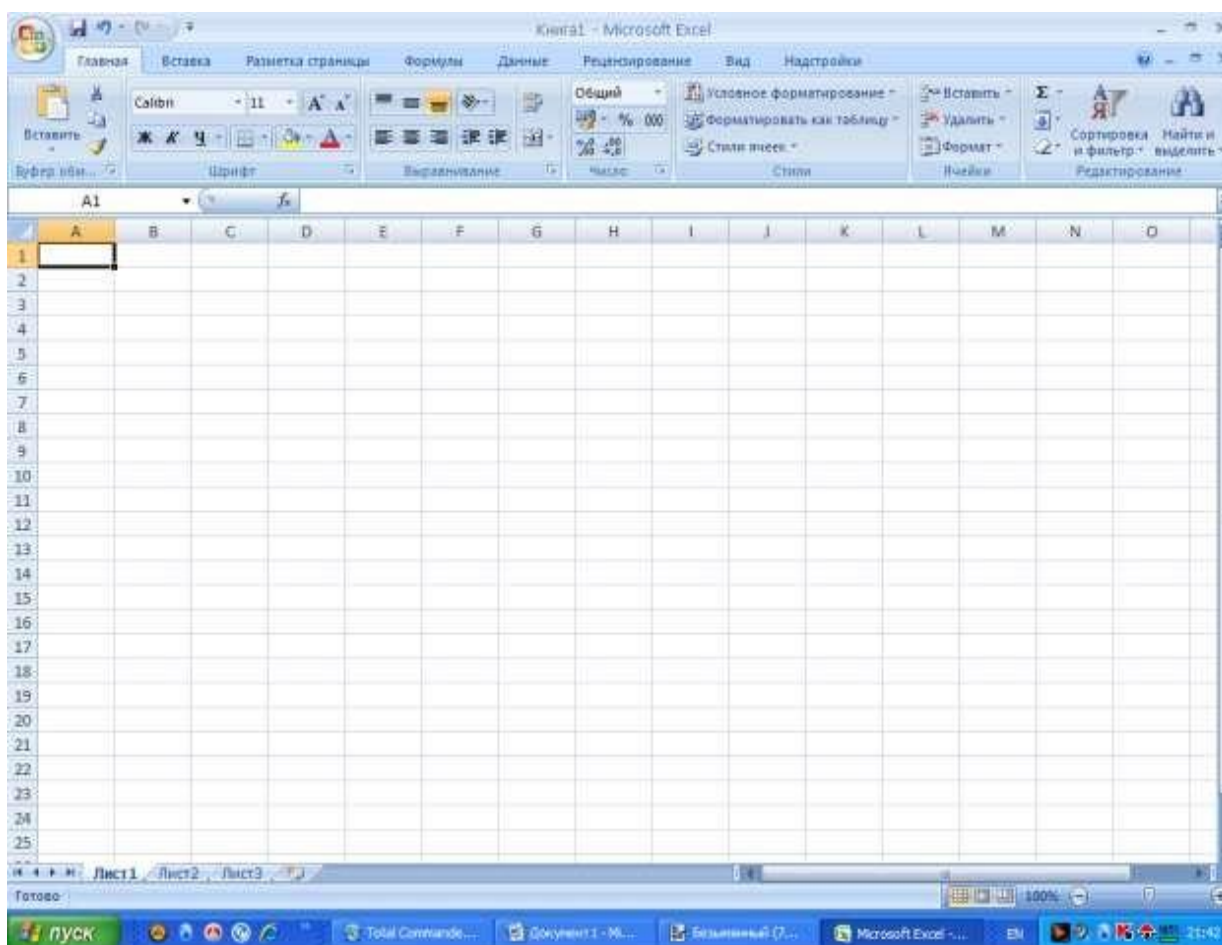 Книга1 - Microsoft Excel
Главная Вставка Разметка страницы Формулы Данные Рецензирование Вид Надстройки
Calibri 11 A A Общий Условное форматирование Вставить Σ
Вставить % 000 Форматировать как таблицу Удалить Сортировка и фильтр Найти и выделить
Ж К Ч А Стили ячеек Формат
Буфер обм... Шрифт Выравнивание Число Стили Ячейки Редактирование
A1 fx
A B C D E F G H I J K L M N O
1
2
3
4
5
6
7
8
9
10
11
12
13
14
15
16
17
18
19
20
21
22
23
24
25
Лист1 Лист2 Лист3
Готово 100%
пуск Total Commande... Документ1 - Mi... Безымянный (7... Microsoft Excel -... EN 21:42